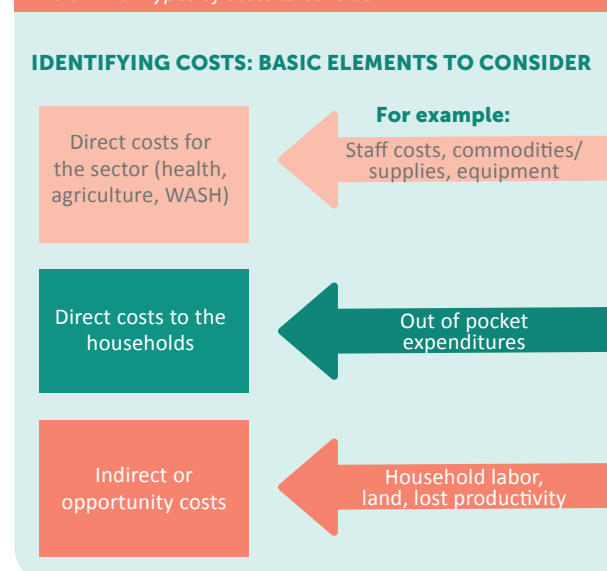 IDENTIFYING COSTS: BASIC ELEMENTS TO CONSIDER
For example:
Direct costs for
the sector (health,
agriculture, WASH)
Staff costs, commodities/
supplies, equipment
Direct costs to the
households
Out of pocket
expenditures
Indirect or
opportunity costs
Household labor,
land, lost productivity